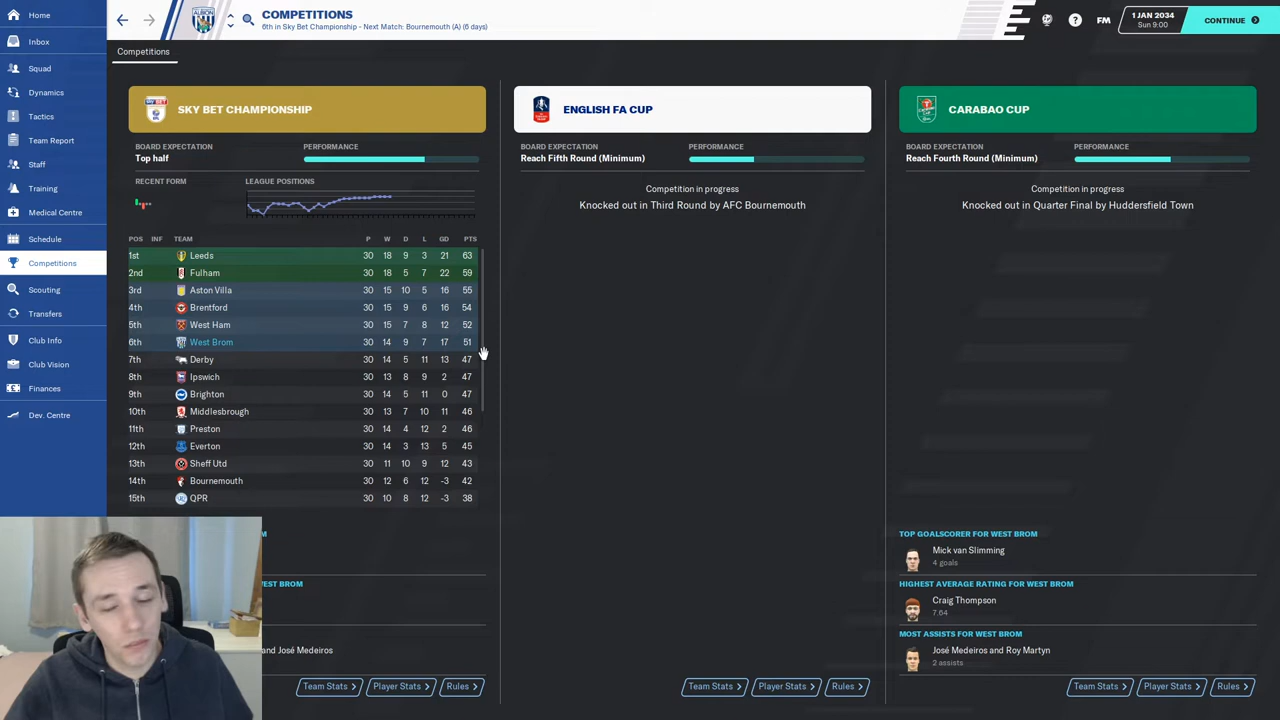 Home
Inbox
Squad
Dynamics
Tactics
Team Report
Staff
Training
Medical Centre
Schedule
Competitions
Scouting
Transfers
Club Info
Club Vision
Finances
Dev. Centre
COMPETITIONS
6th in Sky Bet Championship - Next Match: Bournemouth (A) (6 days)
FM
1 JAN 2034
Sun 9:00
CONTINUE
Competitions
SKY BET CHAMPIONSHIP
BOARD EXPECTATION PERFORMANCE
Top half
RECENT FORM LEAGUE POSITIONS
POS INF TEAM P W D L GD PTS
1st Leeds 30 18 9 3 21 63
2nd Fulham 30 18 5 7 22 59
3rd Aston Villa 30 15 10 5 16 55
4th Brentford 30 15 9 6 16 54
5th West Ham 30 15 7 8 12 52
6th West Brom 30 14 9 7 17 51
7th Derby 30 14 5 11 13 47
8th Ipswich 30 13 8 9 2 47
9th Brighton 30 14 5 11 0 47
10th Middlesbrough 30 13 7 10 11 46
11th Preston 30 14 4 12 2 46
12th Everton 30 14 3 13 5 45
13th Sheff Utd 30 11 10 9 12 43
14th Bournemouth 30 12 6 12 -3 42
15th QPR 30 10 8 12 -3 38
EST BROM
and José Medeiros
Team Stats Player Stats Rules
ENGLISH FA CUP
BOARD EXPECTATION PERFORMANCE
Reach Fifth Round (Minimum)
Competition in progress
Knocked out in Third Round by AFC Bournemouth
Team Stats Player Stats Rules
CARABAO CUP
BOARD EXPECTATION PERFORMANCE
Reach Fourth Round (Minimum)
Competition in progress
Knocked out in Quarter Final by Huddersfield Town
TOP GOALSCORER FOR WEST BROM
Mick van Slimming
4 goals
HIGHEST AVERAGE RATING FOR WEST BROM
Craig Thompson
7.64
MOST ASSISTS FOR WEST BROM
José Medeiros and Roy Martyn
2 assists
Team Stats Player Stats Rules